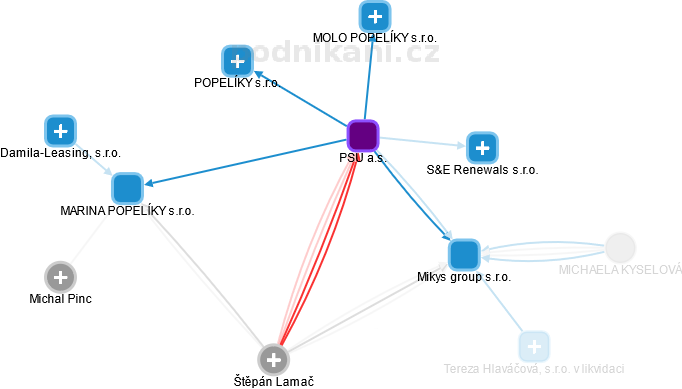 MOLO POPELÍKY s.r.o.
odnikani.cz
POPELÍKY s.r.o.
Damila-Leasing, s.r.o.
PSU a.s.
S&E Renewals s.r.o.
MARINA POPELÍKY s.r.o.
MICHAELA KYSELOVÁ
Mikys group s.r.o.
Michal Pinc
Tereza Hlaváčová, s.r.o. v likvidaci
Štěpán Lamač